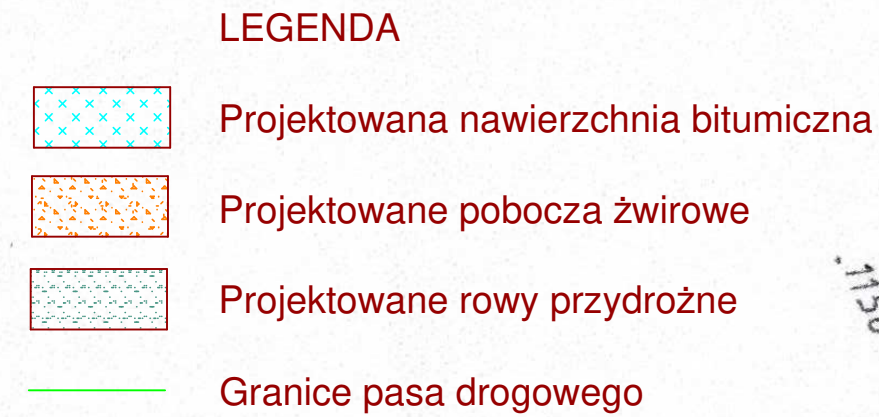 LEGENDA
Projektowana nawierzchnia bitumiczna
Projektowane pobocza żwirowe
Projektowane rowy przydrożne
Granice pasa drogowego